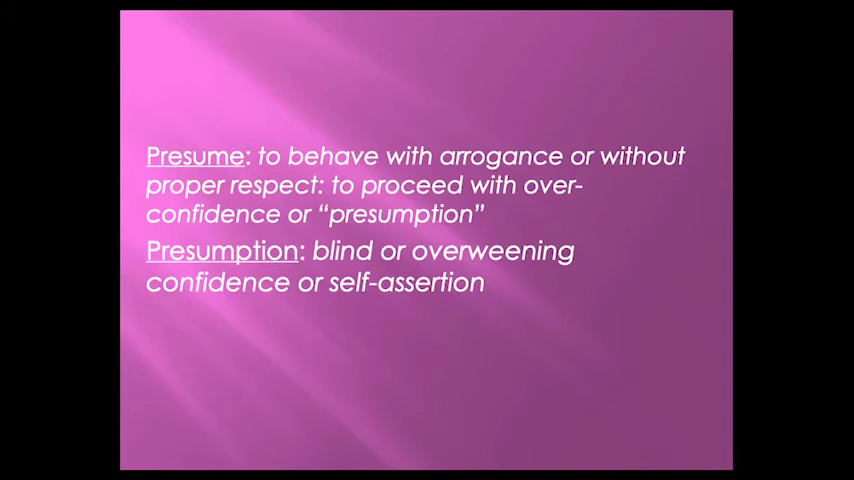 Presume: to behave with arrogance or without
proper respect: to proceed with over-
confidence or “presumption”
Presumption: blind or overweening
confidence or self-assertion